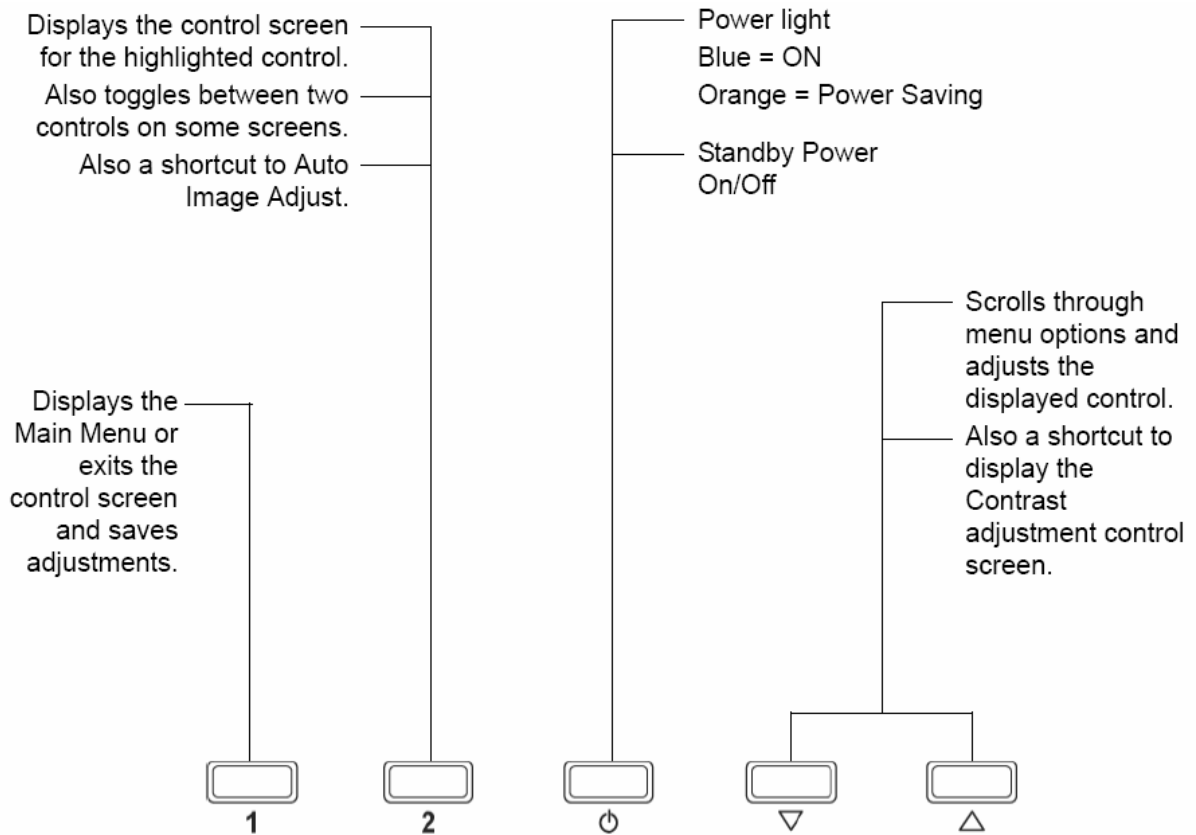 Displays the control screen
for the highlighted control.
Also toggles between two
controls on some screens.
Also a shortcut to Auto
Image Adjust.
Power light
Blue = ON
Orange = Power Saving
Standby Power
On/Off
Scrolls through
menu options and
adjusts the
displayed control.
Also a shortcut to
display the
Contrast
adjustment control
screen.
Displays the
Main Menu or
exits the
control screen
and saves
adjustments.
1
2